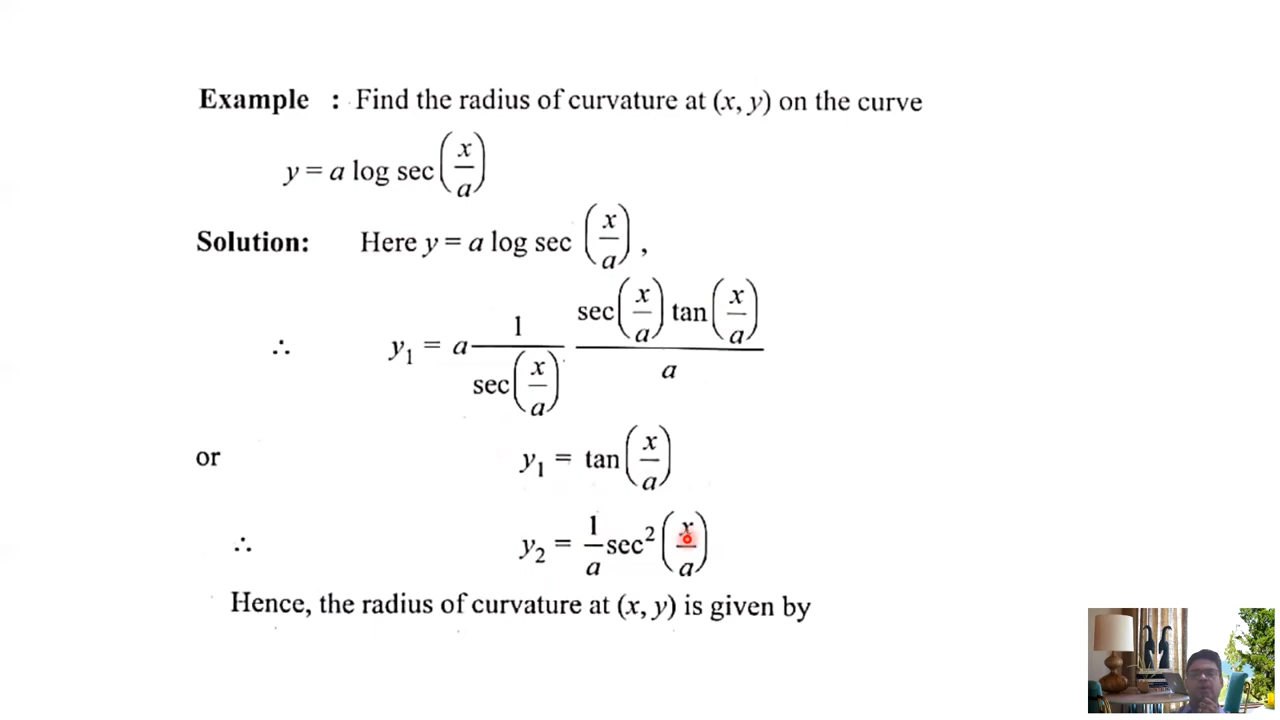 Example : Find the radius of curvature at (x, y) on the curve
y = a log sec(x/a)
Solution: Here y = a log sec (x/a),
∴ y₁ = a 1/sec(x/a) · sec(x/a) tan(x/a)/a
or y₁ = tan(x/a)
∴ y₂ = 1/a sec²(x/a)
Hence, the radius of curvature at (x, y) is given by